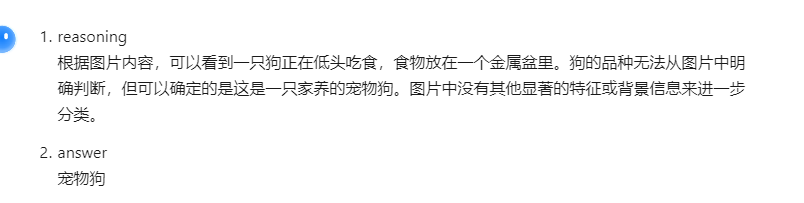 1. reasoning
根据图片内容，可以看到一只狗正在低头吃食，食物放在一个金属盆里。狗的品种无法从图片中明
确判断，但可以确定的是这是一只家养的宠物狗。图片中没有其他显著的特征或背景信息来进一步
分类。
2. answer
宠物狗